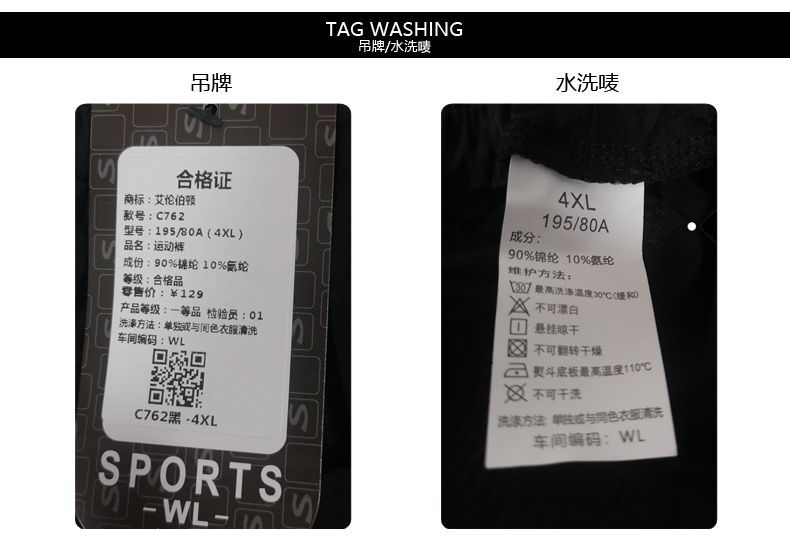 TAG WASHING
吊牌/水洗唛
吊牌
水洗唛
合格证
商标：艾伦伯顿
款号：C762
型号：195/80A（4XL）
品名：运动裤
成份：90%锦纶 10%氨纶
等级：合格品
零售价：￥129
产品等级：一等品 检验员：01
洗涤方法：单独或与同色衣服清洗
车间编码：WL
C762黑 -4XL
SPORTS
-WL-
4XL
195/80A
成分：
90%锦纶 10%氨纶
维护方法：
30 最高洗涤温度30℃(缓和)
不可漂白
悬挂晾干
不可翻转干燥
熨斗底板最高温度110℃
不可干洗
洗涤方法: 单独或与同色衣服清洗
车间编码：WL